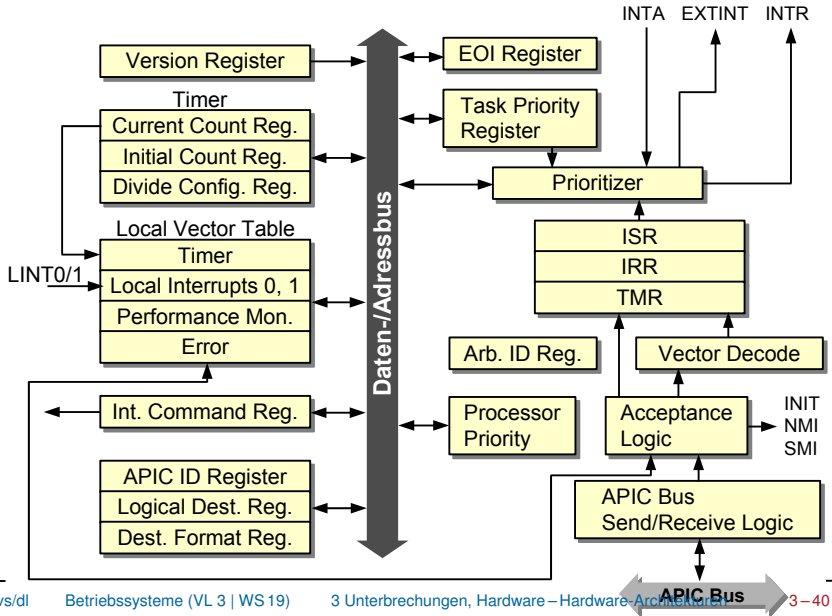 INTA EXTINT INTR
Version Register
EOI Register
Timer
Current Count Reg.
Initial Count Reg.
Divide Config. Reg.
Task Priority
Register
Prioritizer
Local Vector Table
Timer
Local Interrupts 0, 1
Performance Mon.
Error
LINT0/1
Daten-/Adressbus
ISR
IRR
TMR
Arb. ID Reg.
Vector Decode
Int. Command Reg.
Processor
Priority
Acceptance
Logic
INIT
NMI
SMI
APIC ID Register
Logical Dest. Reg.
Dest. Format Reg.
APIC Bus
Send/Receive Logic
APIC Bus
vs/dl Betriebssysteme (VL 3 | WS 19) 3 Unterbrechungen, Hardware – Hardware-Architekturen 3–40